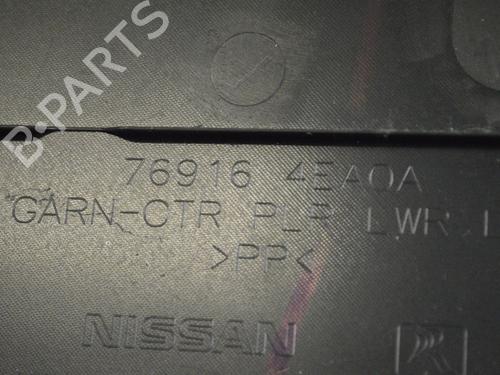 B-PARTS
76916 4EA0A
GARN-CTR PLR LWR L
>PP<
NISSAN